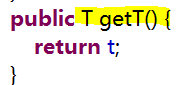 public T getT() {
return t;
}